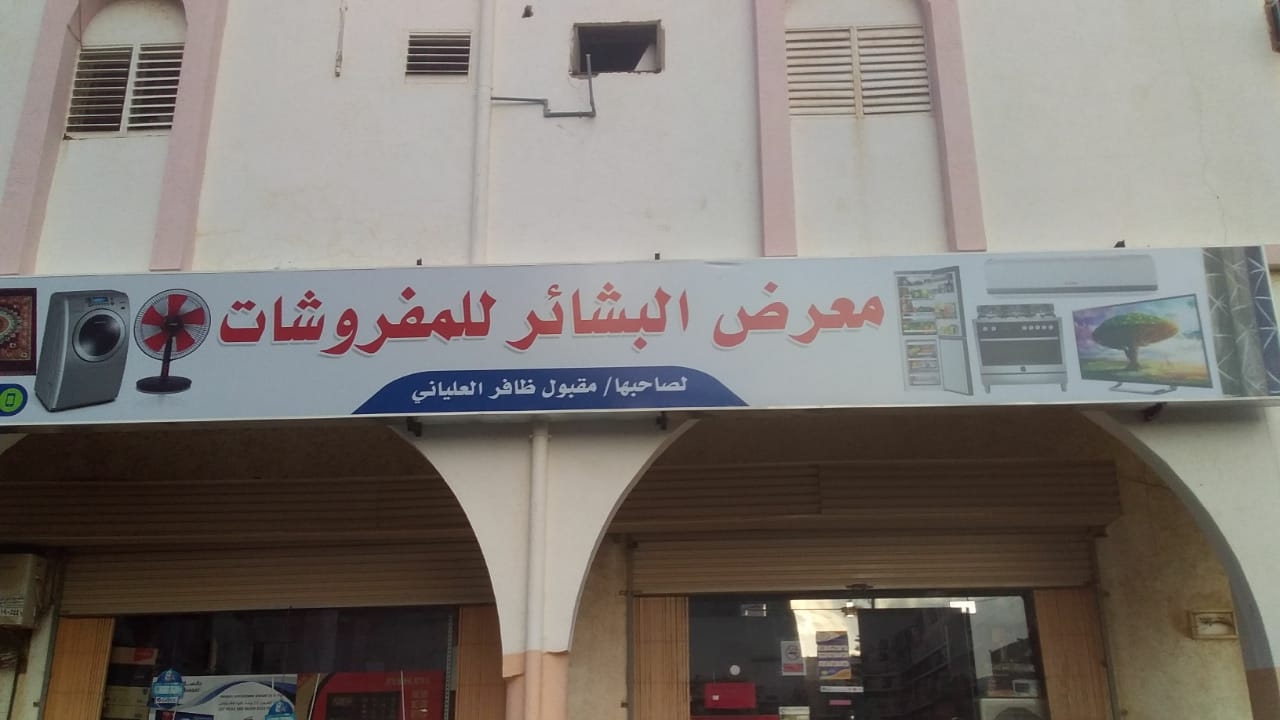 معرض البشائر للمفروشات
لصاحبها/ مقبول ظافر العلياني